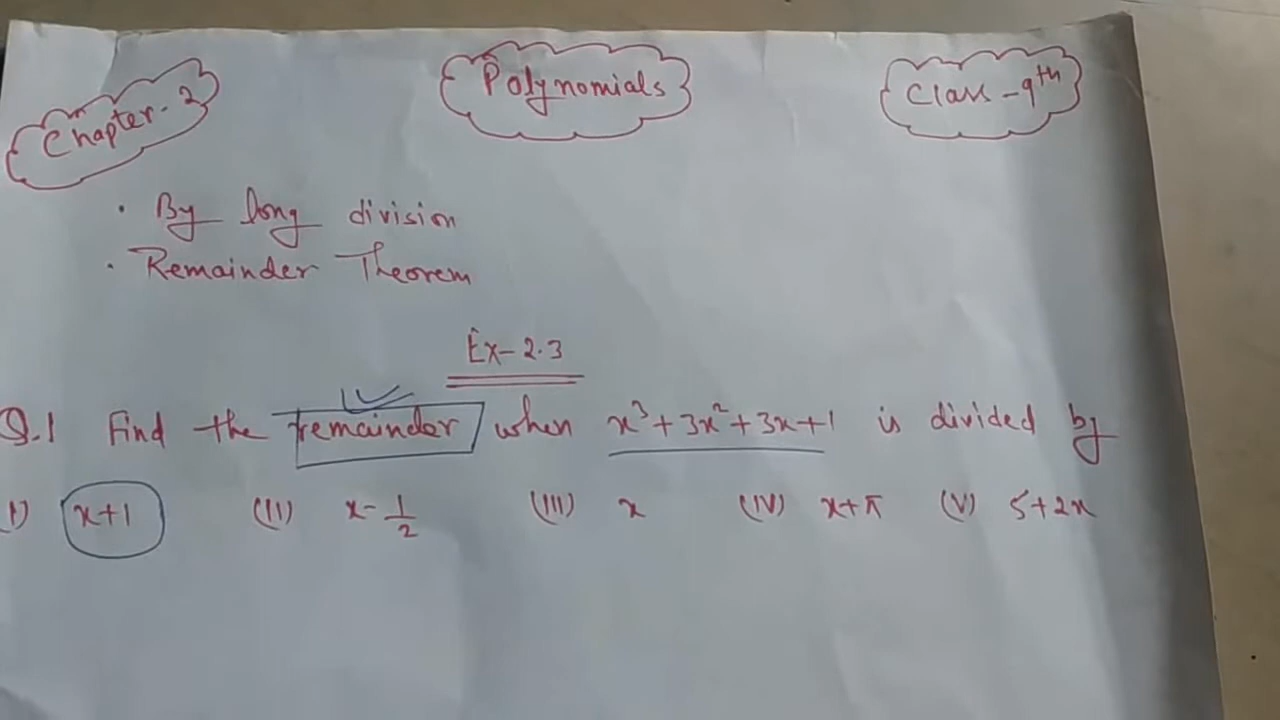 Chapter-2 Polynomials Class-9th
• By long division
• Remainder Theorem
Ex-2.3
Q.1 Find the remainder when x³+3x²+3x+1 is divided by
(I) x+1 (II) x-1/2 (III) x (IV) x+π (V) 5+2x